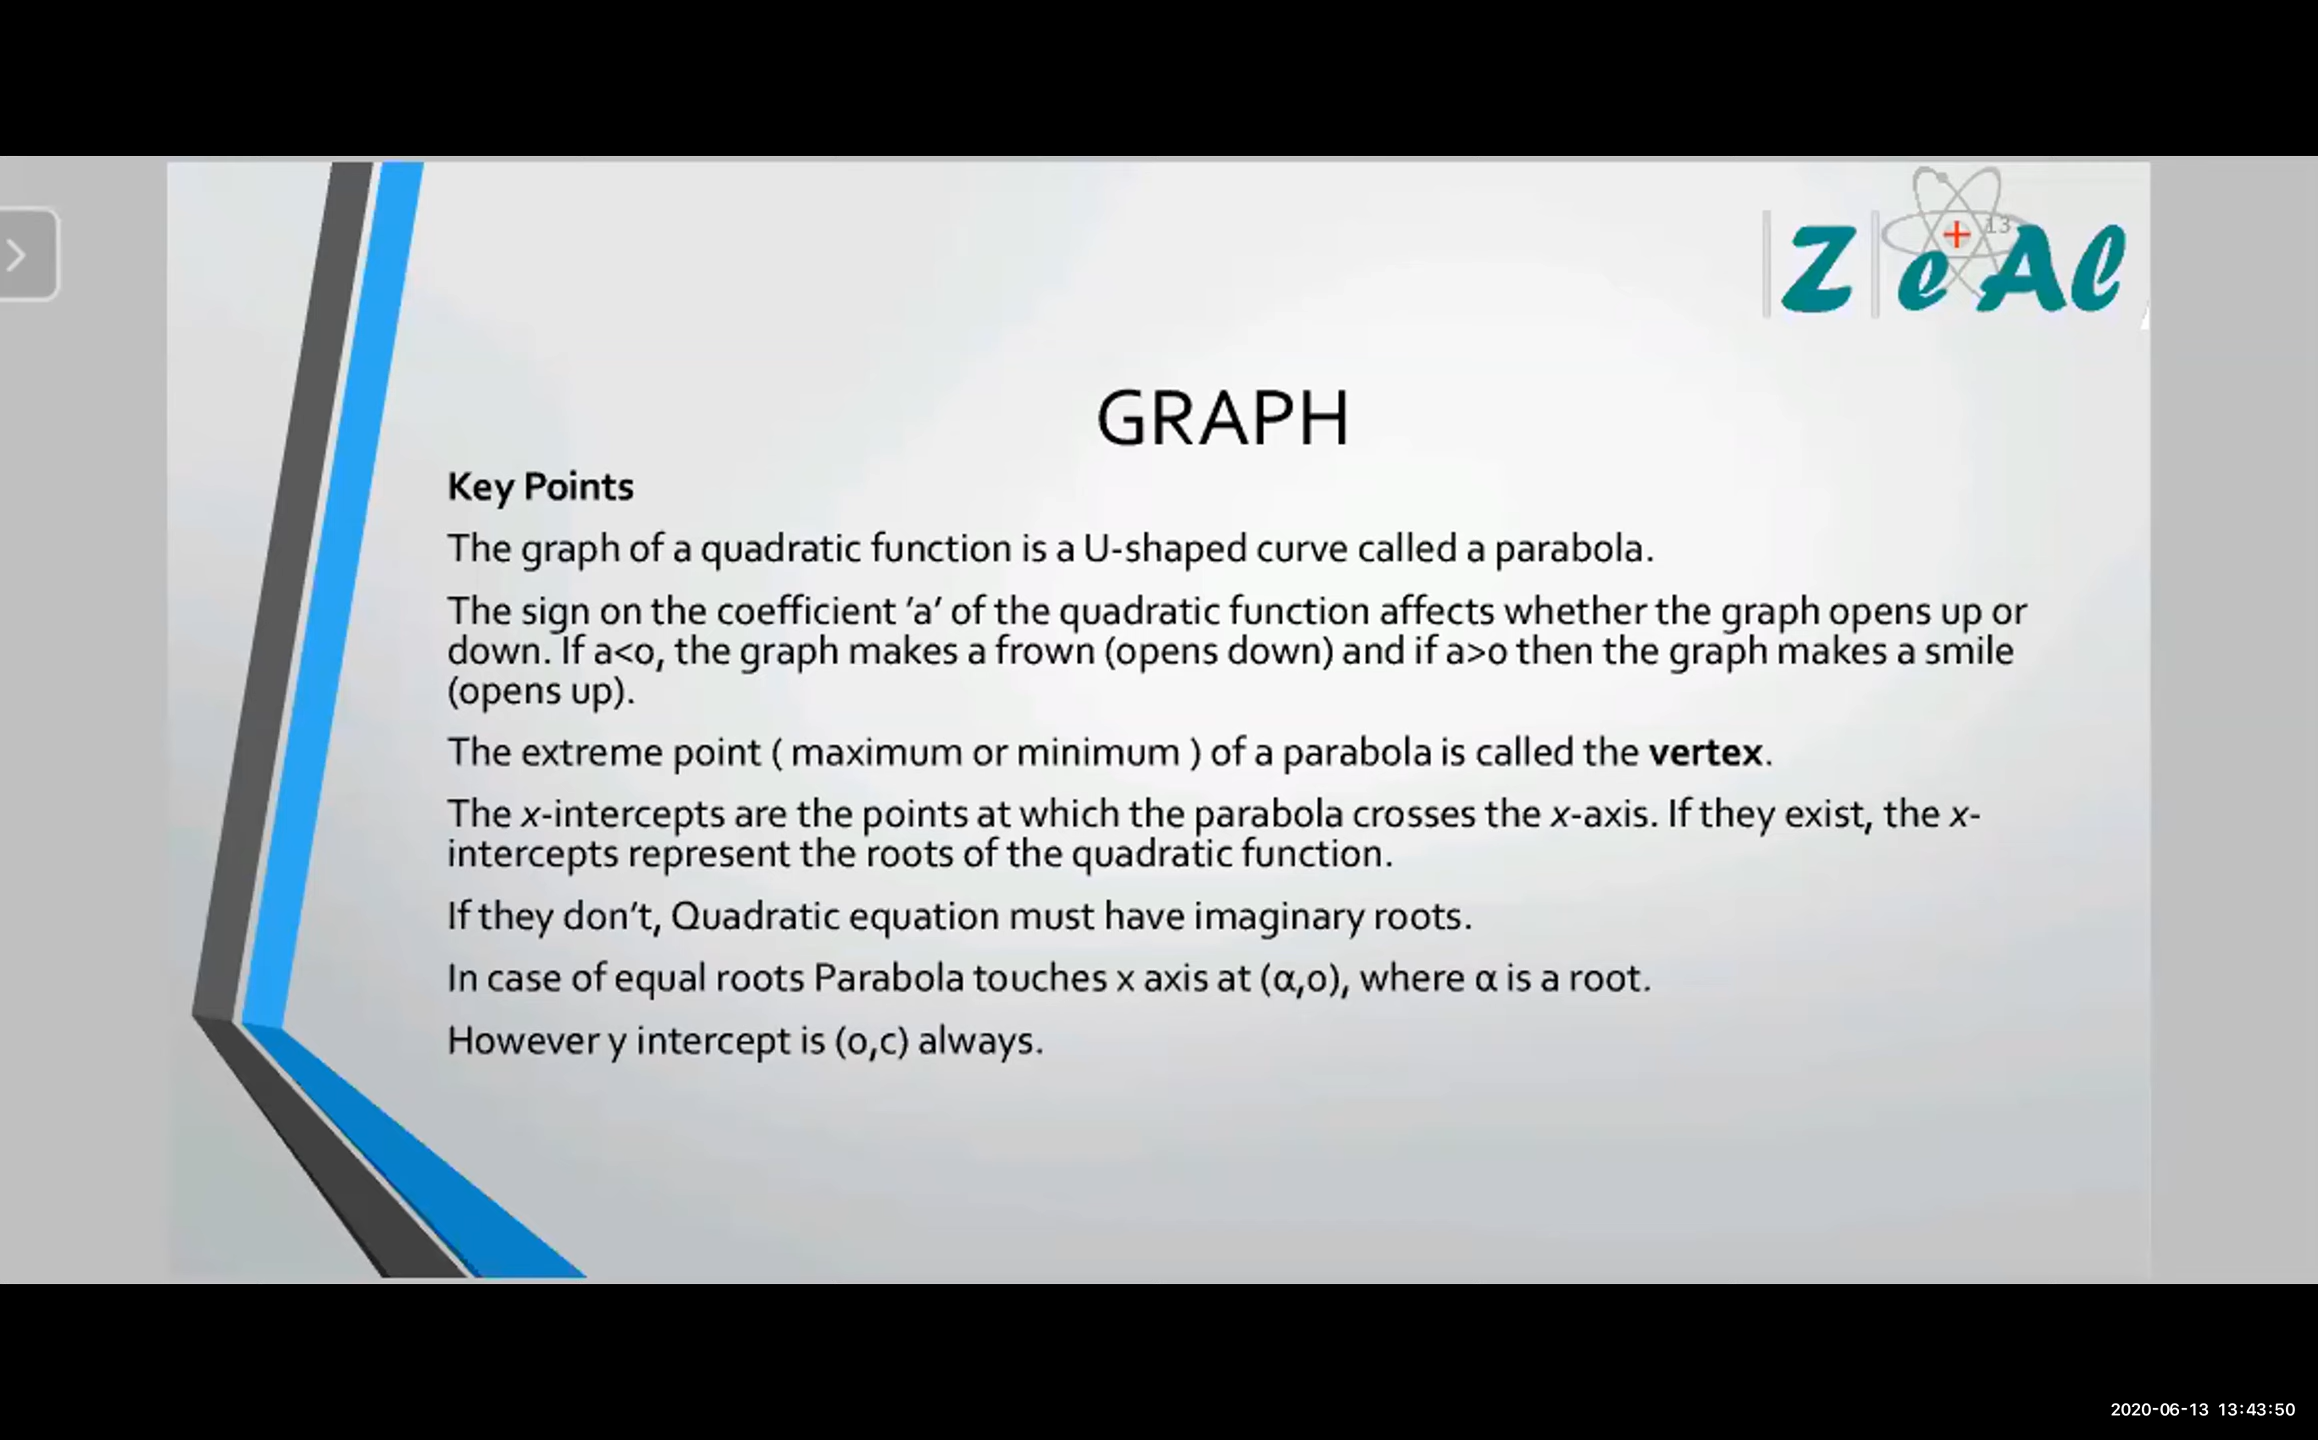 ZeAl
13
GRAPH
Key Points
The graph of a quadratic function is a U-shaped curve called a parabola.
The sign on the coefficient 'a' of the quadratic function affects whether the graph opens up or
down. If a<0, the graph makes a frown (opens down) and if a>0 then the graph makes a smile
(opens up).
The extreme point ( maximum or minimum ) of a parabola is called the vertex.
The x-intercepts are the points at which the parabola crosses the x-axis. If they exist, the x-
intercepts represent the roots of the quadratic function.
If they don't, Quadratic equation must have imaginary roots.
In case of equal roots Parabola touches x axis at (α,0), where α is a root.
However y intercept is (0,c) always.
2020-06-13 13:43:50